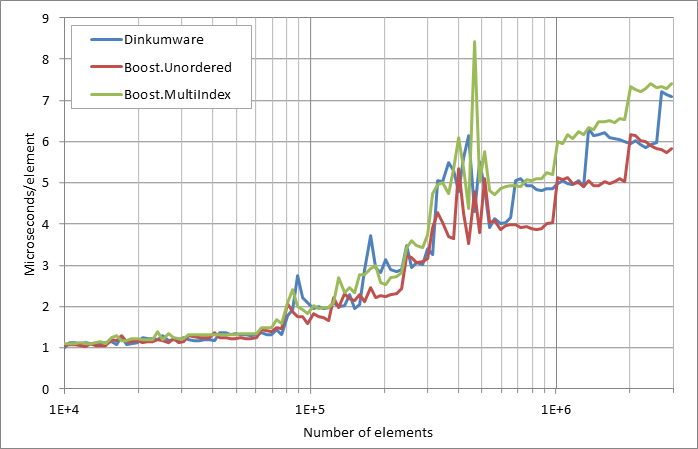 9
8
7
6
5
4
3
2
1
0
Microseconds/element
Dinkumware
Boost.Unordered
Boost.MultiIndex
1E+4
1E+5
1E+6
Number of elements